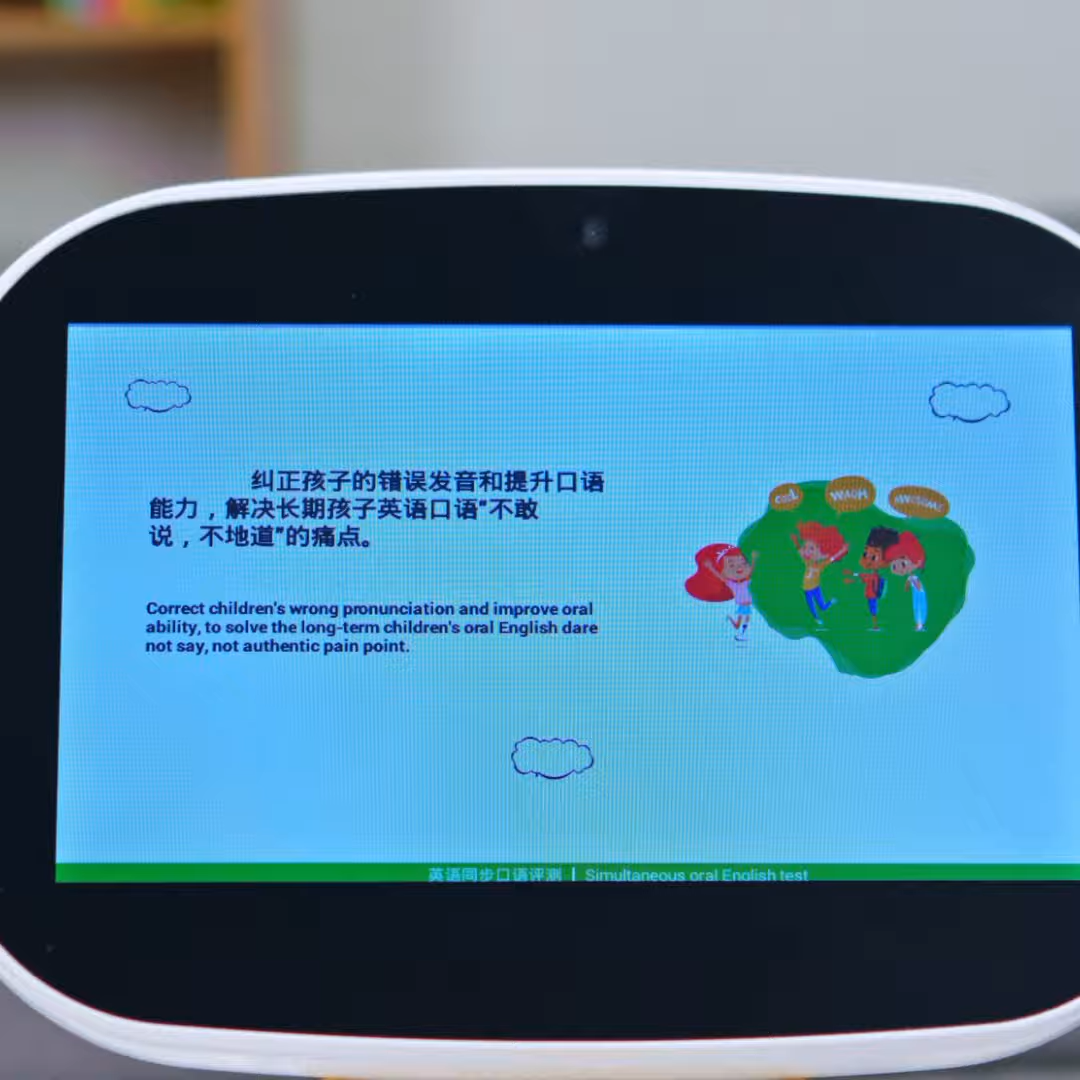 纠正孩子的错误发音和提升口语
能力，解决长期孩子英语口语“不敢
说，不地道”的痛点。
Correct children's wrong pronunciation and improve oral
ability, to solve the long-term children's oral English dare
not say, not authentic pain point.
COOL
WAOH
AWESOME
英语同步口语评测 | Simultaneous oral English test